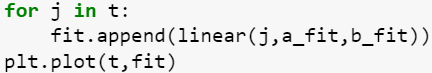 for j in t:
    fit.append(linear(j,a_fit,b_fit))
plt.plot(t,fit)